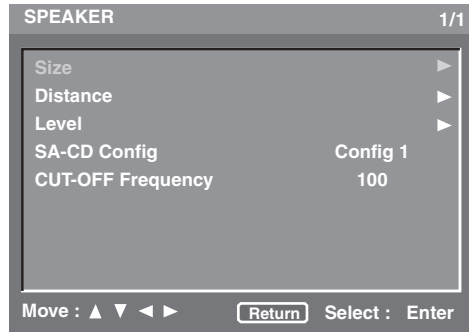 SPEAKER 1/1
Size ▶
Distance ▶
Level ▶
SA-CD Config Config 1
CUT-OFF Frequency 100
Move : ▲ ▼ ◀ ▶ Return Select : Enter